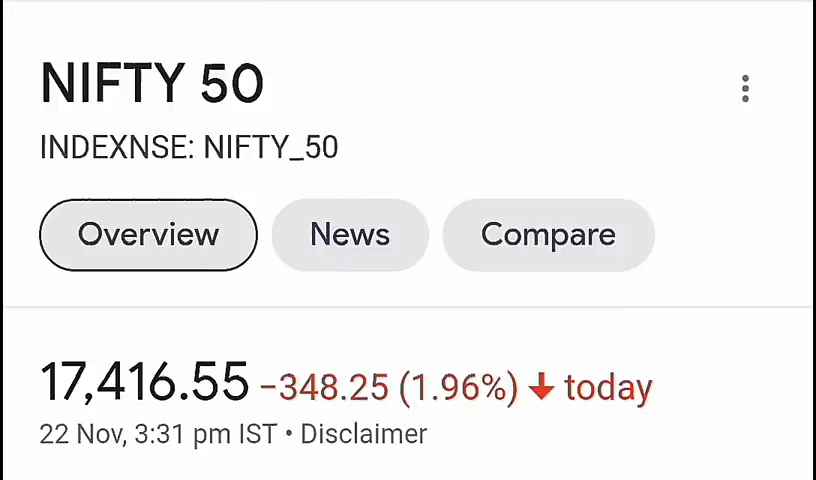 NIFTY 50
INDEXNSE: NIFTY_50
Overview News Compare
17,416.55 −348.25 (1.96%) ↓ today
22 Nov, 3:31 pm IST • Disclaimer